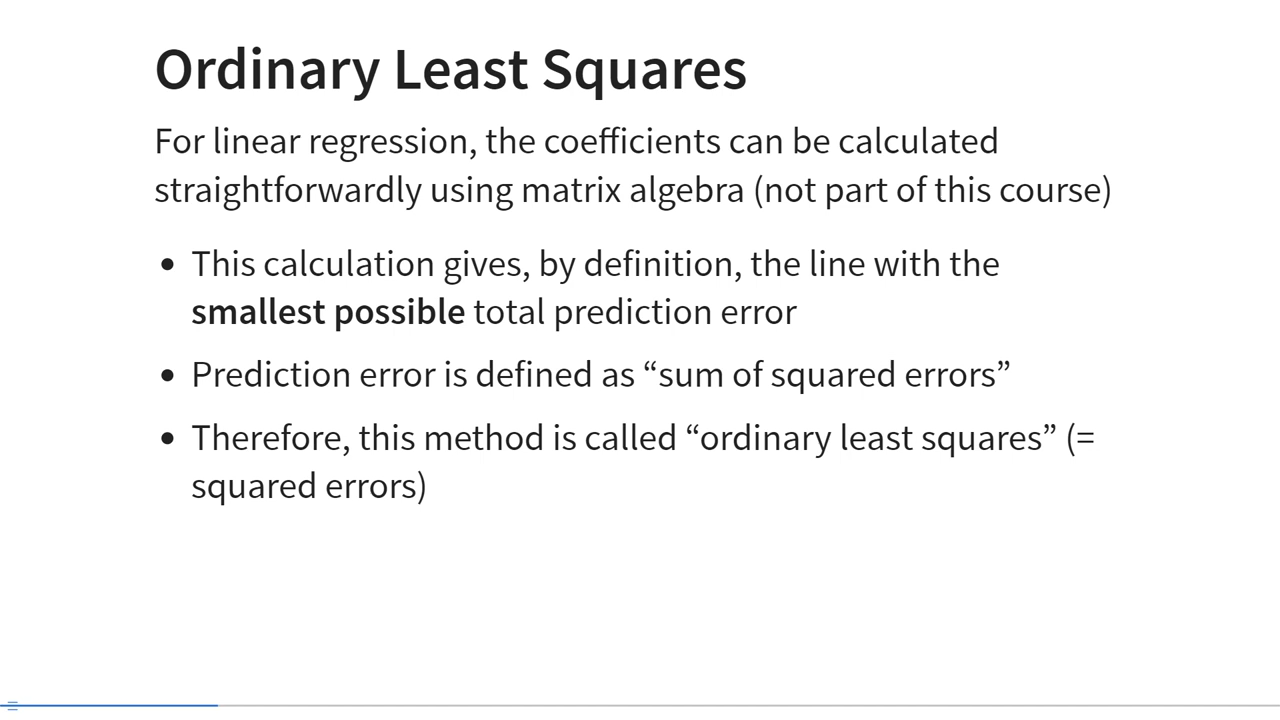 Ordinary Least Squares
For linear regression, the coefficients can be calculated
straightforwardly using matrix algebra (not part of this course)
• This calculation gives, by definition, the line with the
smallest possible total prediction error
• Prediction error is defined as “sum of squared errors”
• Therefore, this method is called “ordinary least squares” (=
squared errors)